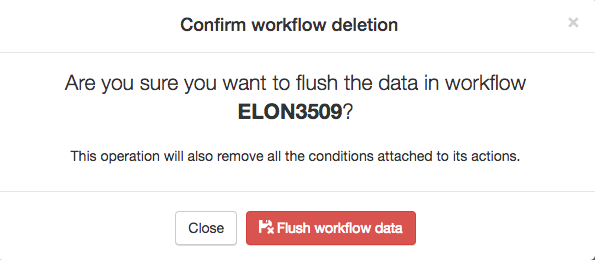 Confirm workflow deletion
×
Are you sure you want to flush the data in workflow
ELON3509?
This operation will also remove all the conditions attached to its actions.
Close
Flush workflow data